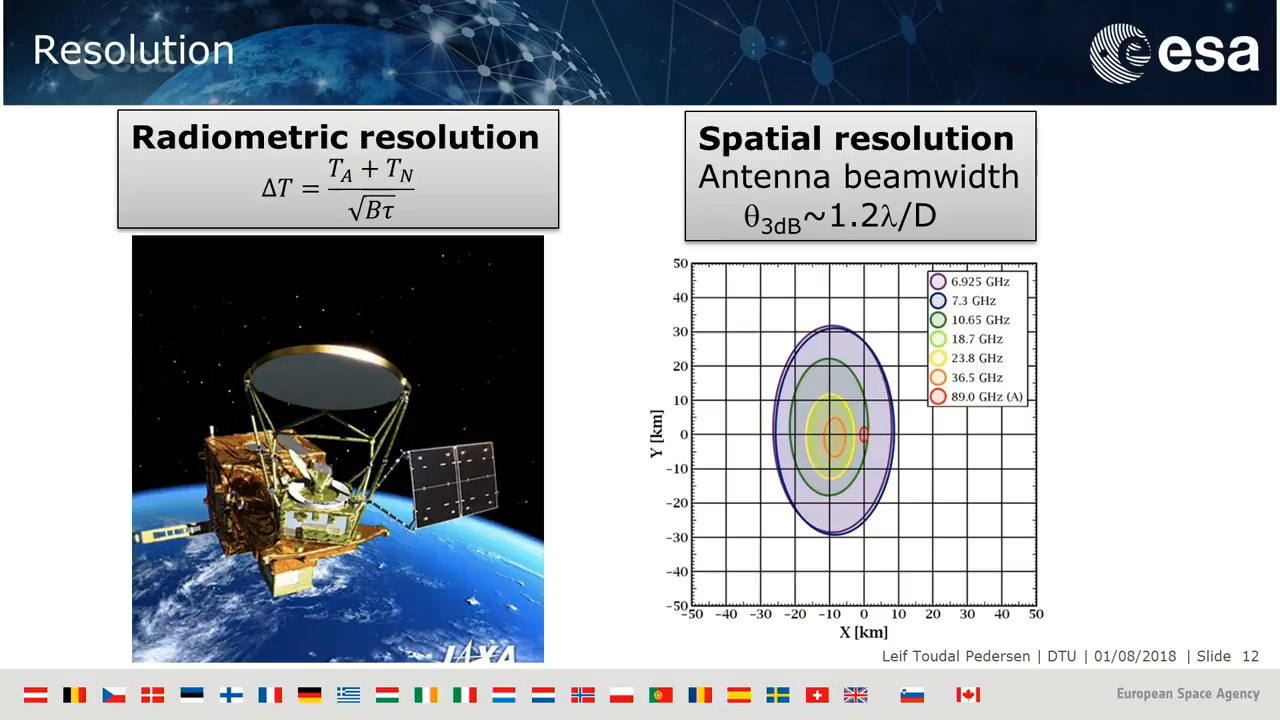 Resolution
esa
Radiometric resolution
ΔT = (T_A + T_N) / √(Bτ)
Spatial resolution
Antenna beamwidth
θ3dB~1.2λ/D
50
40
30
20
10
0
−10
−20
−30
−40
−50
Y [km]
6.925 GHz
7.3 GHz
10.65 GHz
18.7 GHz
23.8 GHz
36.5 GHz
89.0 GHz (A)
−50 −40 −30 −20 −10 0 10 20 30 40 50
X [km]
JAXA
Leif Toudal Pedersen | DTU | 01/08/2018 | Slide 12
European Space Agency